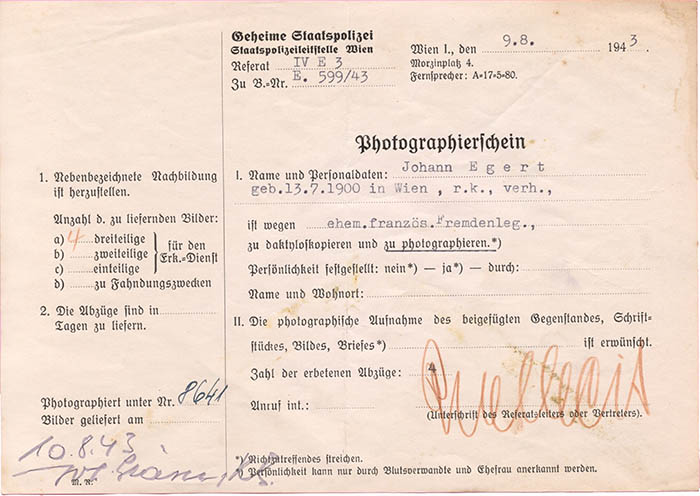 Geheime Staatspolizei
Staatspolizeileitstelle Wien
Referat IV E 3
Zu B.=Nr. E. 599/43
Wien I., den 9.8. 1943.
Morzinplatz 4.
Fernsprecher: A=17=5=80.
Photographierschein
1. Nebenbezeichnete Nachbildung
ist herzustellen.
Anzahl d. zu liefernden Bilder:
a) 4 dreiteilige
b) zweiteilige
c) einteilige
für den
Erk.=Dienst
d) zu Fahndungszwecken
2. Die Abzüge sind in
Tagen zu liefern.
Photographiert unter Nr. 8641
Bilder geliefert am
10.8.43
M. N.
I. Name und Personaldaten: Johann Egert
geb.13.7.1900 in Wien , r.k., verh.,
ist wegen ehem.französ.Fremdenleg.,
zu daktyloskopieren und zu photographieren.*)
Persönlichkeit festgestellt: nein*) — ja*) — durch:
Name und Wohnort:
II. Die photographische Aufnahme des beigefügten Gegenstandes, Schrift=
stückes, Bildes, Briefes*) ist erwünscht.
Zahl der erbetenen Abzüge: 4
Anruf int.:
(Unterschrift des Referatsleiters oder Vertreters).
*) Nichtzutreffendes streichen.
Persönlichkeit kann nur durch Blutsverwandte und Ehefrau anerkannt werden.